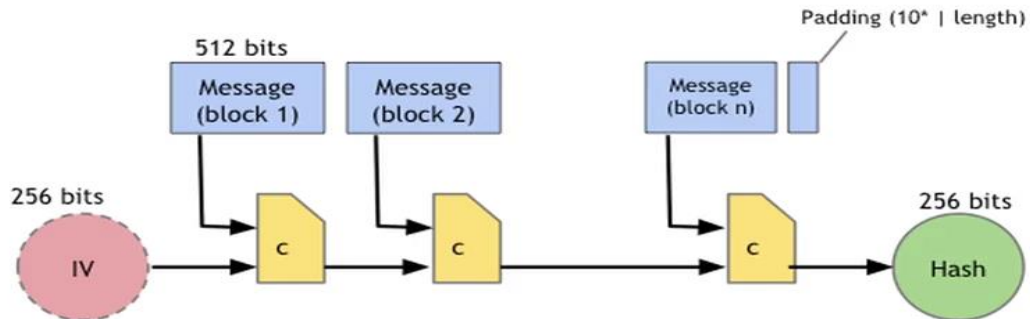 Padding (10* | length)
512 bits
Message
(block 1)
Message
(block 2)
Message
(block n)
256 bits
256 bits
IV
c
c
c
Hash